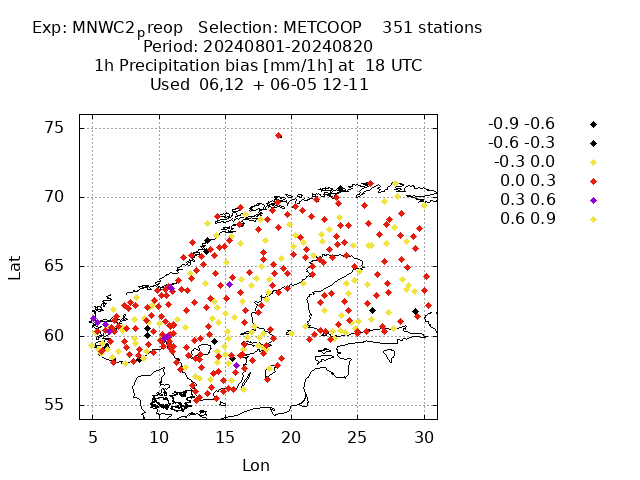 Exp: MNWC2preop   Selection: METCOOP    351 stations
Period: 20240801-20240820
1h Precipitation bias [mm/1h] at  18 UTC
Used  06,12  + 06-05 12-11
-0.9 -0.6
-0.6 -0.3
-0.3 0.0
0.0 0.3
0.3 0.6
0.6 0.9
75
70
65
60
55
Lat
5 10 15 20 25 30
Lon